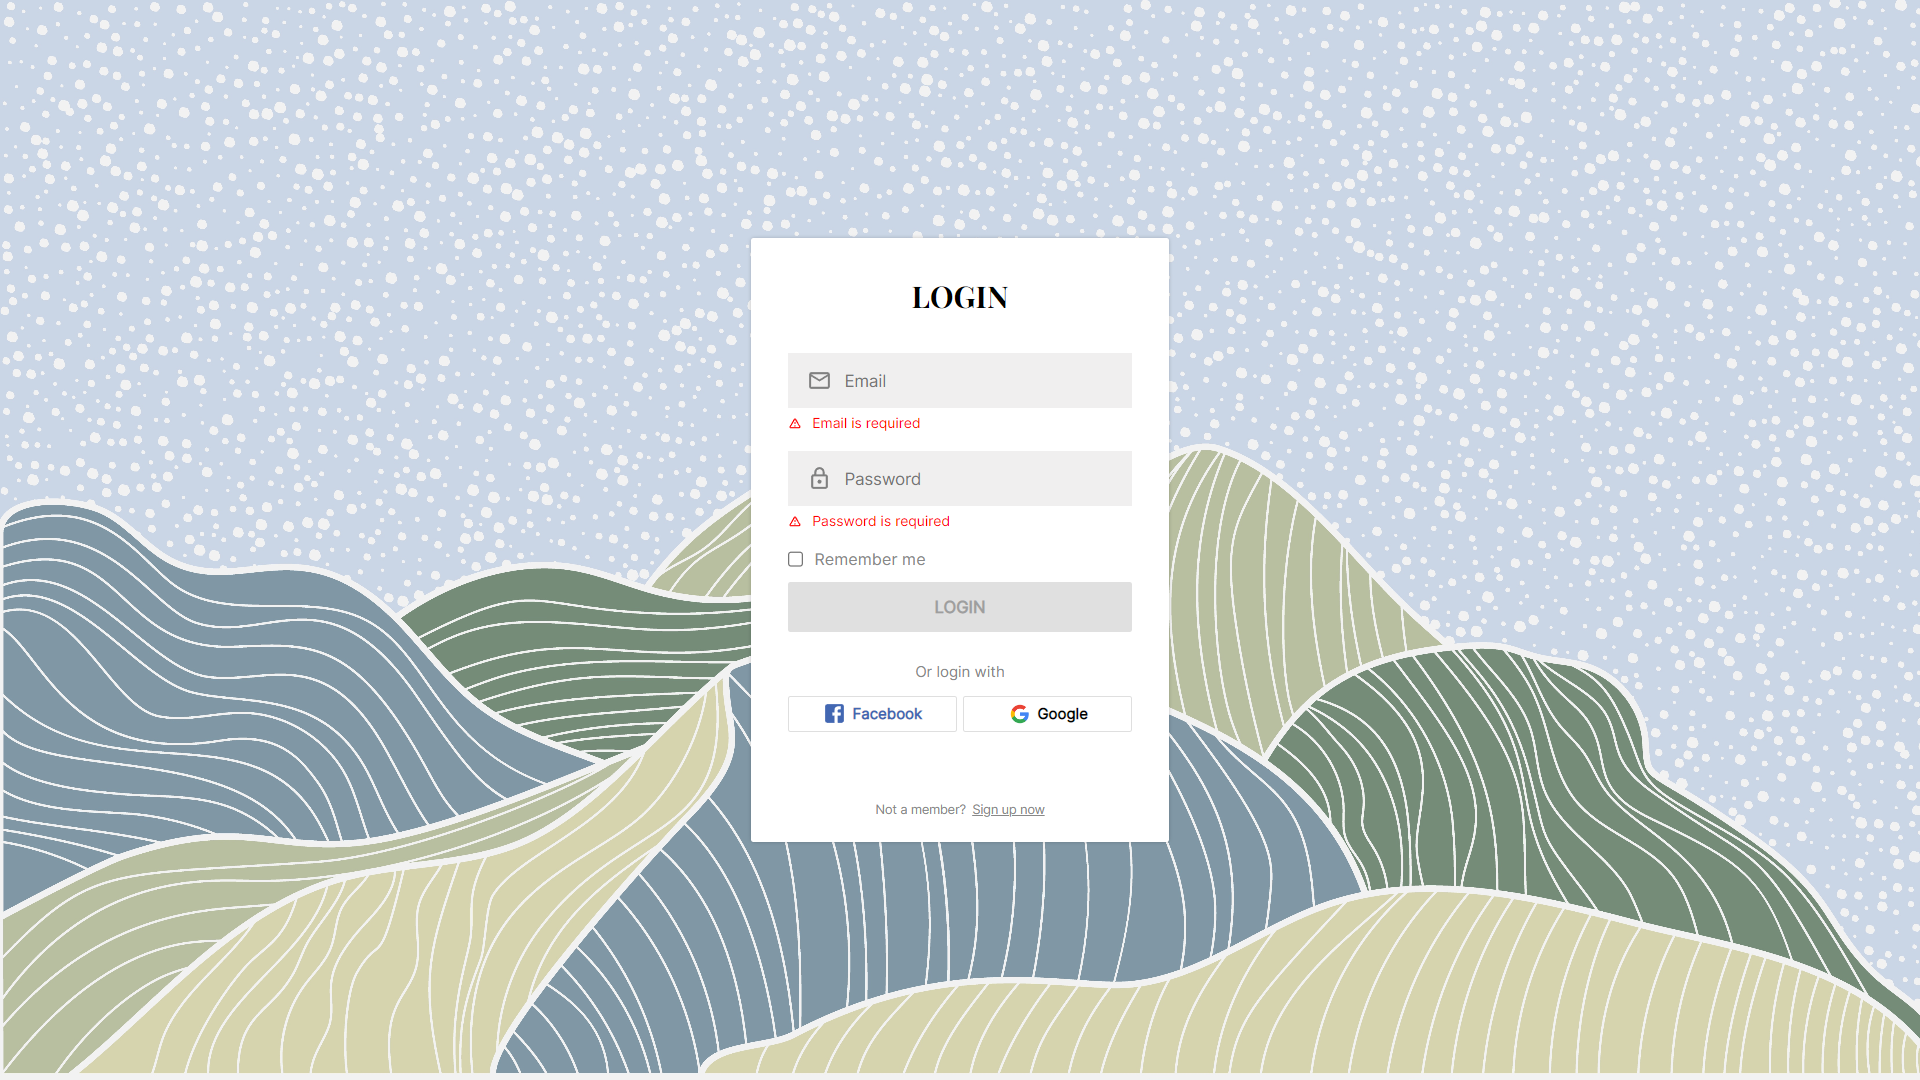 LOGIN
Email
Email is required
Password
Password is required
Remember me
LOGIN
Or login with
Facebook Google
Not a member? Sign up now